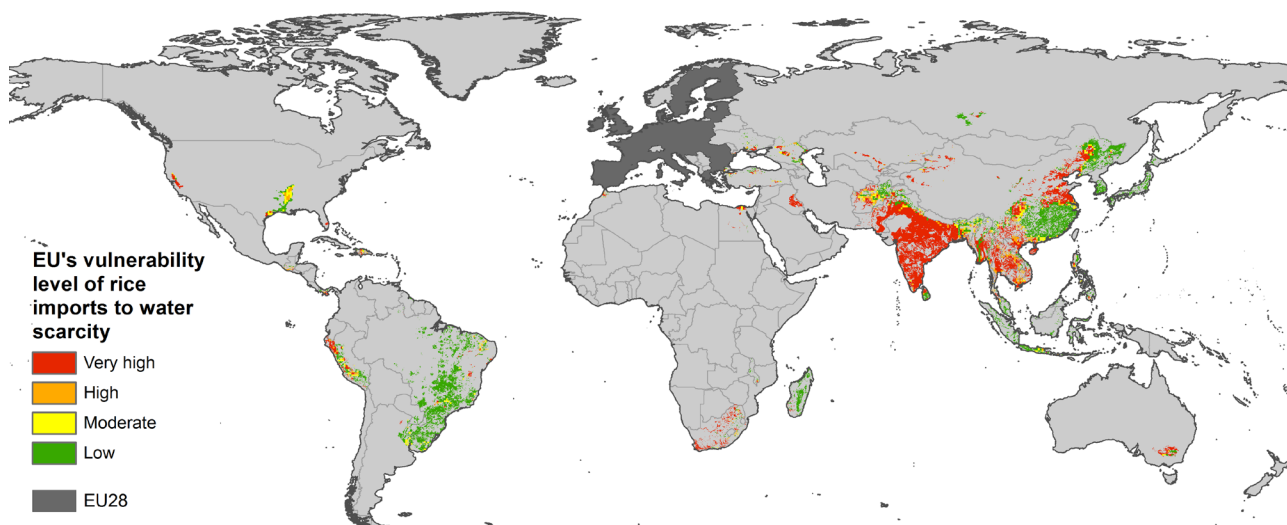 EU's vulnerability
level of rice
imports to water
scarcity
Very high
High
Moderate
Low
EU28